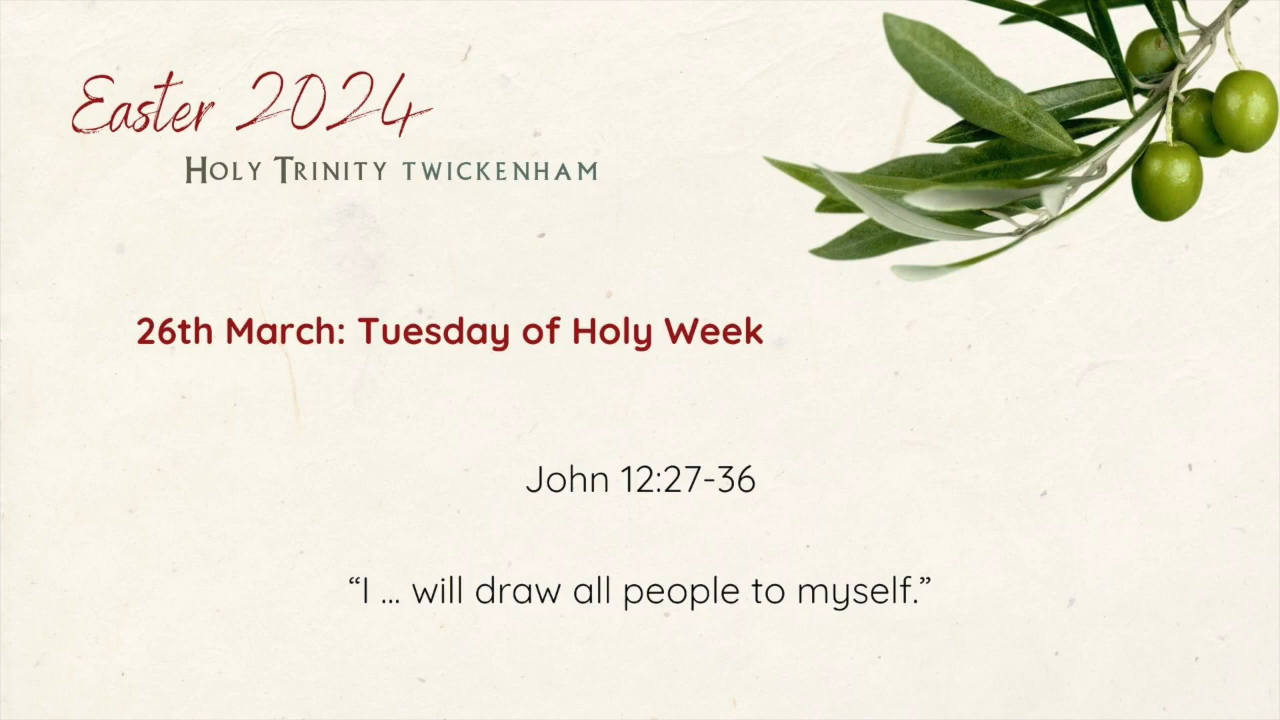 Easter 2024
Holy Trinity TWICKENHAM
26th March: Tuesday of Holy Week
John 12:27-36
“I ... will draw all people to myself.”